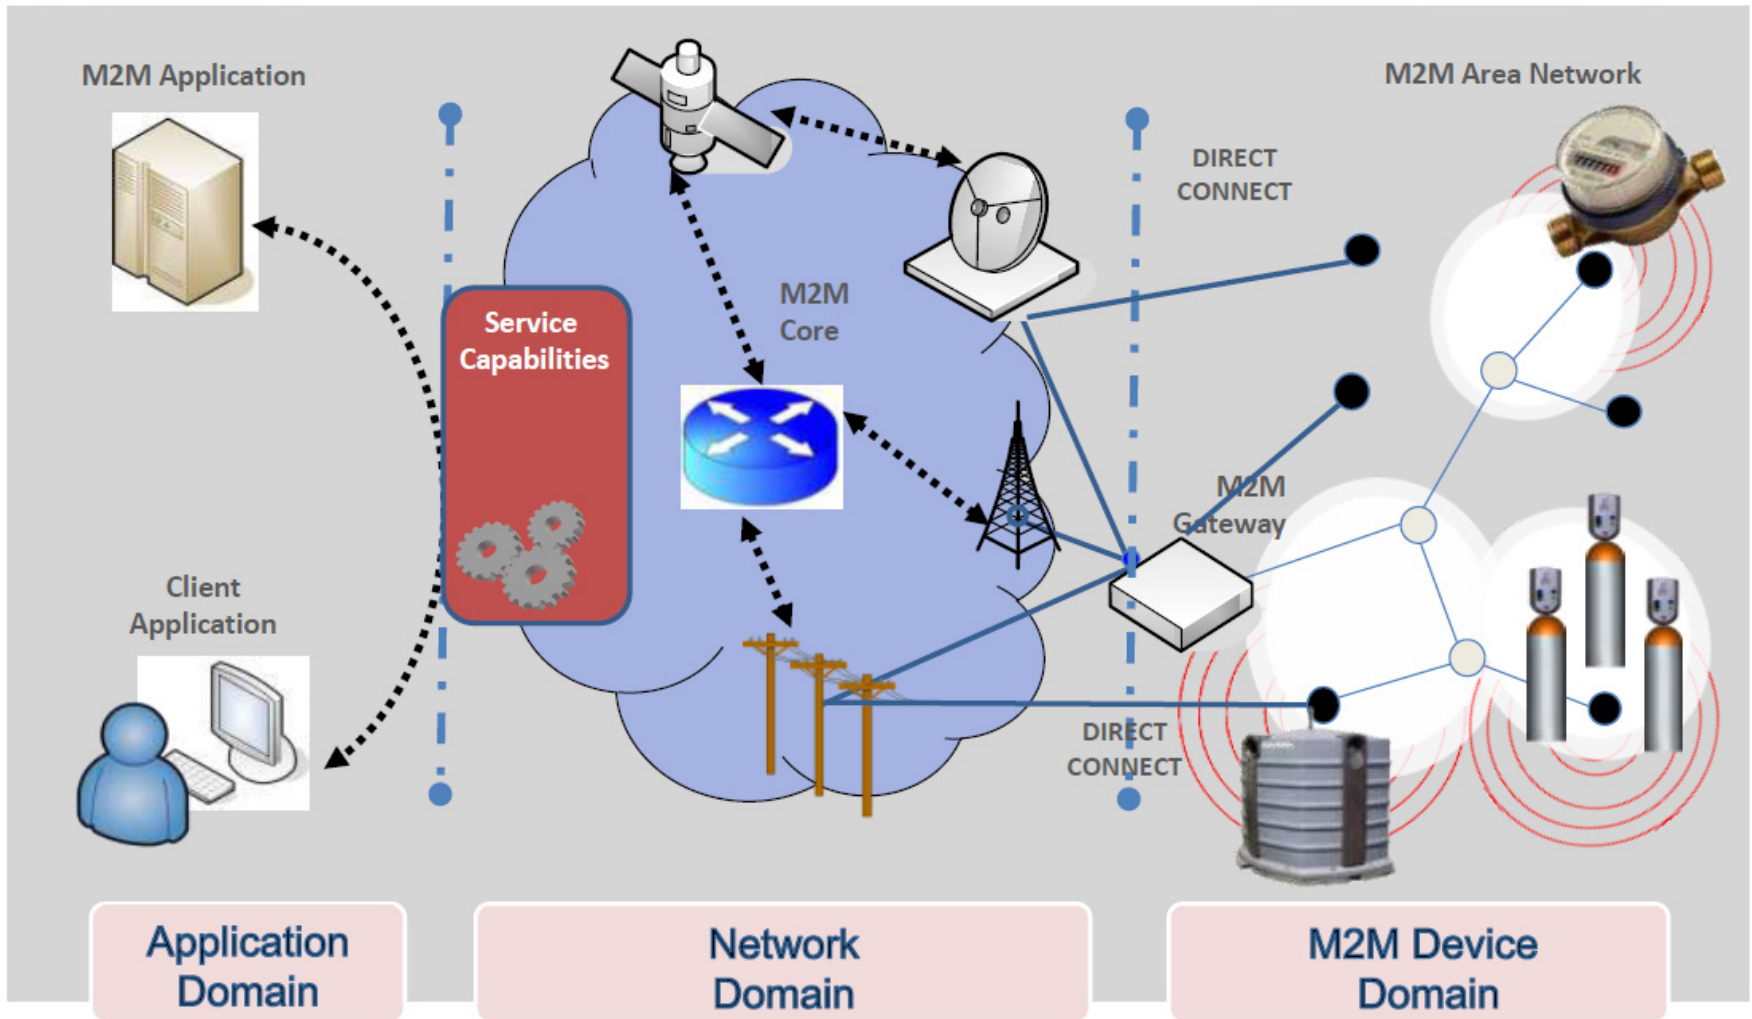 M2M Application
M2M Area Network
DIRECT
CONNECT
M2M
Core
Service
Capabilities
M2M
Gateway
Client
Application
DIRECT
CONNECT
Application
Domain
Network
Domain
M2M Device
Domain